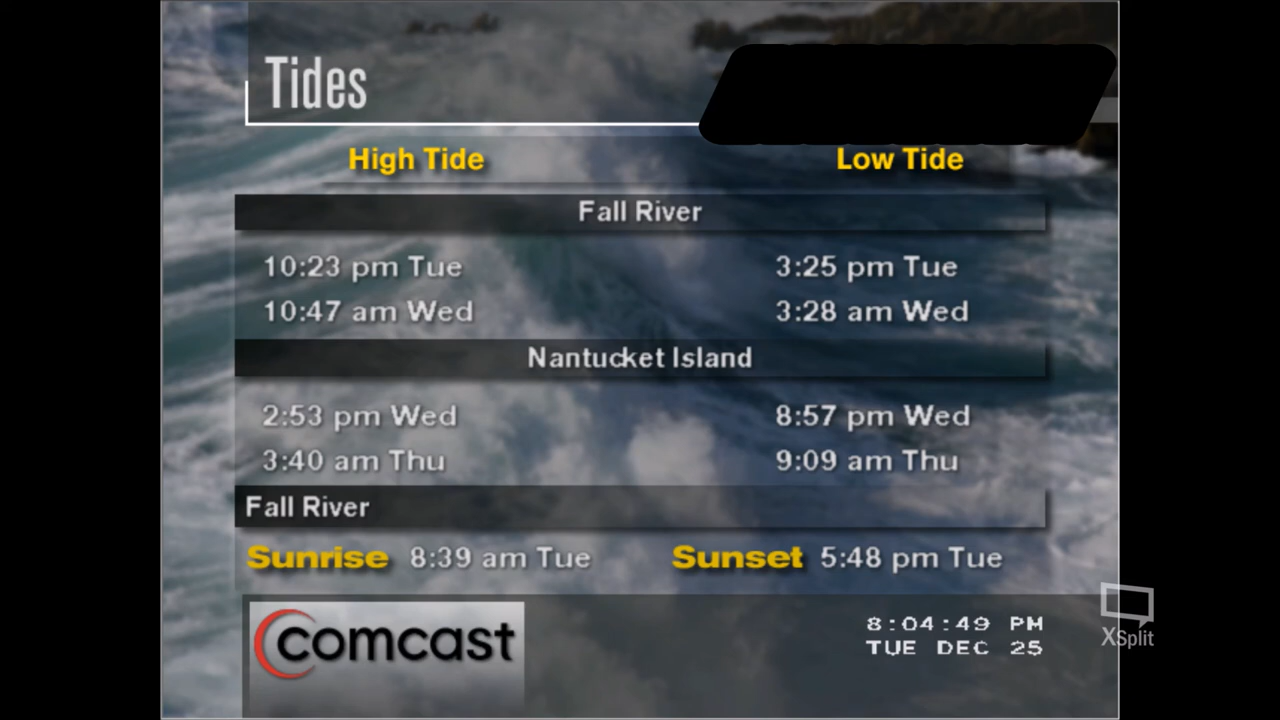 Tides
High Tide Low Tide
Fall River
10:23 pm Tue 3:25 pm Tue
10:47 am Wed 3:28 am Wed
Nantucket Island
2:53 pm Wed 8:57 pm Wed
3:40 am Thu 9:09 am Thu
Fall River
Sunrise 8:39 am Tue Sunset 5:48 pm Tue
comcast
8:04:49 PM
TUE DEC 25
XSplit